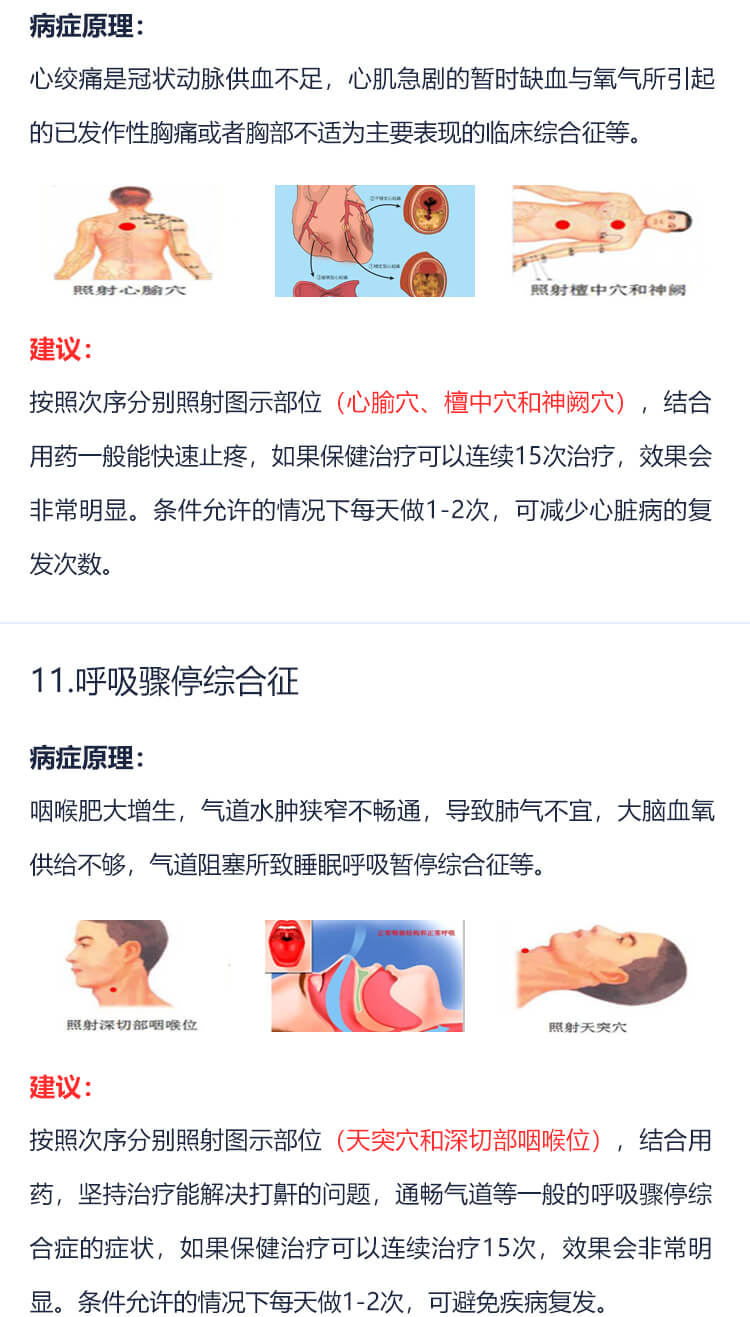 病症原理：
心绞痛是冠状动脉供血不足，心肌急剧的暂时缺血与氧气所引起
的已发作性胸痛或者胸部不适为主要表现的临床综合征等。
照射心腧穴
照射檀中穴和神阙
建议：
按照次序分别照射图示部位（心腧穴、檀中穴和神阙穴），结合
用药一般能快速止疼，如果保健治疗可以连续15次治疗，效果会
非常明显。条件允许的情况下每天做1-2次，可减少心脏病的复
发次数。
11.呼吸骤停综合征
病症原理：
咽喉肥大增生，气道水肿狭窄不畅通，导致肺气不宜，大脑血氧
供给不够，气道阻塞所致睡眠呼吸暂停综合征等。
照射深切部咽喉位
照射天突穴
建议：
按照次序分别照射图示部位（天突穴和深切部咽喉位），结合用
药，坚持治疗能解决打鼾的问题，通畅气道等一般的呼吸骤停综
合症的症状，如果保健治疗可以连续治疗15次，效果会非常明
显。条件允许的情况下每天做1-2次，可避免疾病复发。